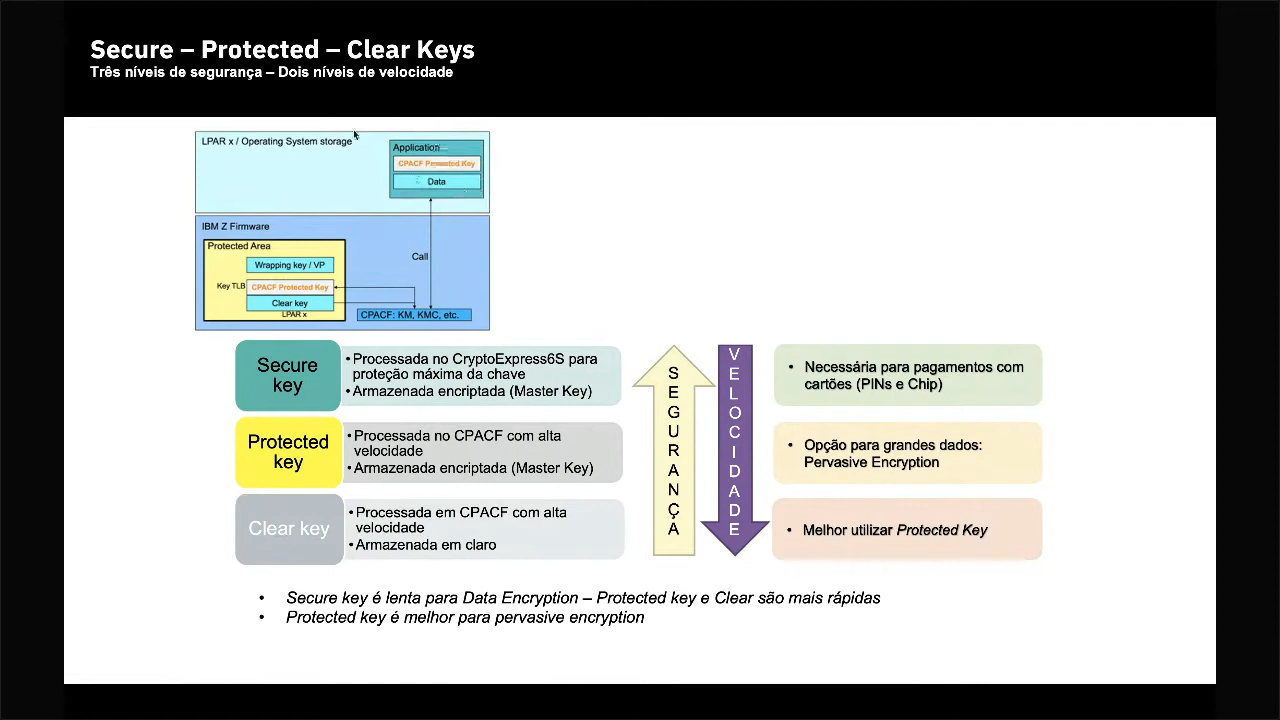 Secure – Protected – Clear Keys
Três níveis de segurança – Dois níveis de velocidade
LPAR x / Operating System storage
Application
CPACF Protected Key
Data
IBM Z Firmware
Protected Area
Wrapping key / VP
Key TLB
CPACF Protected Key
Clear key
LPAR x
Call
CPACF: KM, KMC, etc.
Secure
key
• Processada no CryptoExpress6S para
proteção máxima da chave
• Armazenada encriptada (Master Key)
Protected
key
• Processada no CPACF com alta
velocidade
• Armazenada encriptada (Master Key)
Clear key
• Processada em CPACF com alta
velocidade
• Armazenada em claro
SEGURANÇA
VELOCIDADE
• Necessária para pagamentos com
cartões (PINs e Chip)
• Opção para grandes dados:
Pervasive Encryption
• Melhor utilizar Protected Key
• Secure key é lenta para Data Encryption – Protected key e Clear são mais rápidas
• Protected key é melhor para pervasive encryption